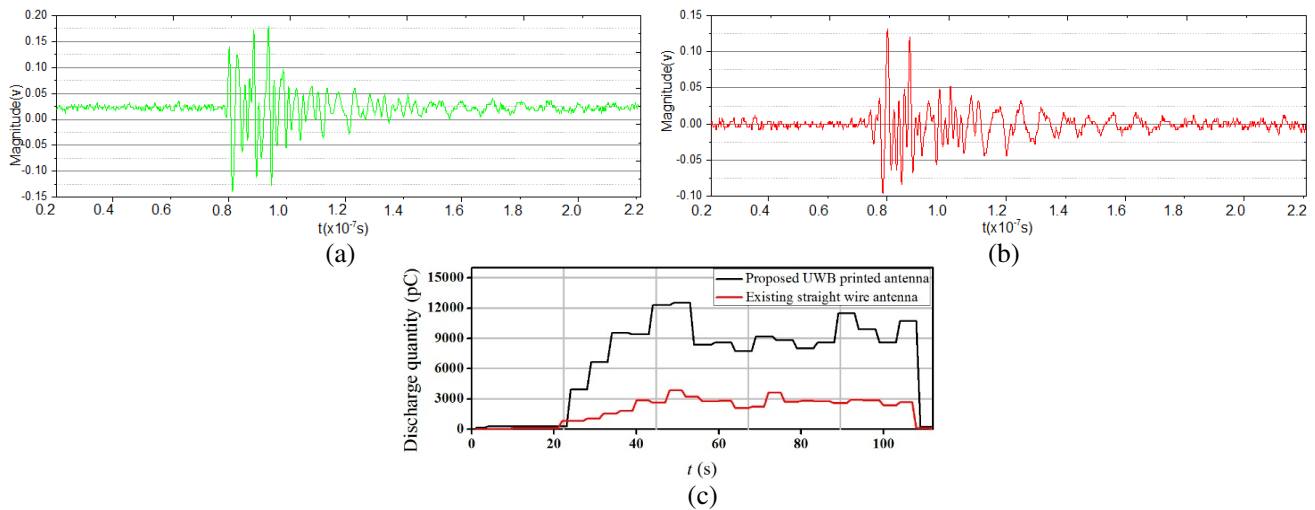 0.20
0.15
0.10
0.05
0.00
-0.05
-0.10
-0.15
Magnitude(v)
0.2 0.4 0.6 0.8 1.0 1.2 1.4 1.6 1.8 2.0 2.2
t(x10⁻⁷s)
(a)
0.15
0.10
0.05
0.00
-0.05
-0.10
Magnitude(v)
0.2 0.4 0.6 0.8 1.0 1.2 1.4 1.6 1.8 2.0 2.2
t(x10⁻⁷s)
(b)
15000
12000
9000
6000
3000
0
Discharge quantity (pC)
Proposed UWB printed antenna
Existing straight wire antenna
0 20 40 60 80 100
t (s)
(c)